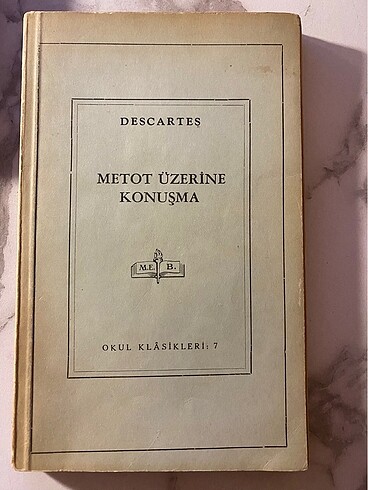 DESCARTES
METOT ÜZERİNE
KONUŞMA
M.E. B.
OKUL KLÂSİKLERİ: 7